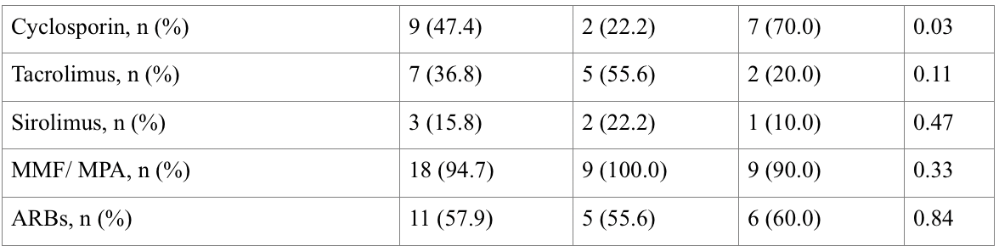 Cyclosporin, n (%) 9 (47.4) 2 (22.2) 7 (70.0) 0.03
Tacrolimus, n (%) 7 (36.8) 5 (55.6) 2 (20.0) 0.11
Sirolimus, n (%) 3 (15.8) 2 (22.2) 1 (10.0) 0.47
MMF/ MPA, n (%) 18 (94.7) 9 (100.0) 9 (90.0) 0.33
ARBs, n (%) 11 (57.9) 5 (55.6) 6 (60.0) 0.84